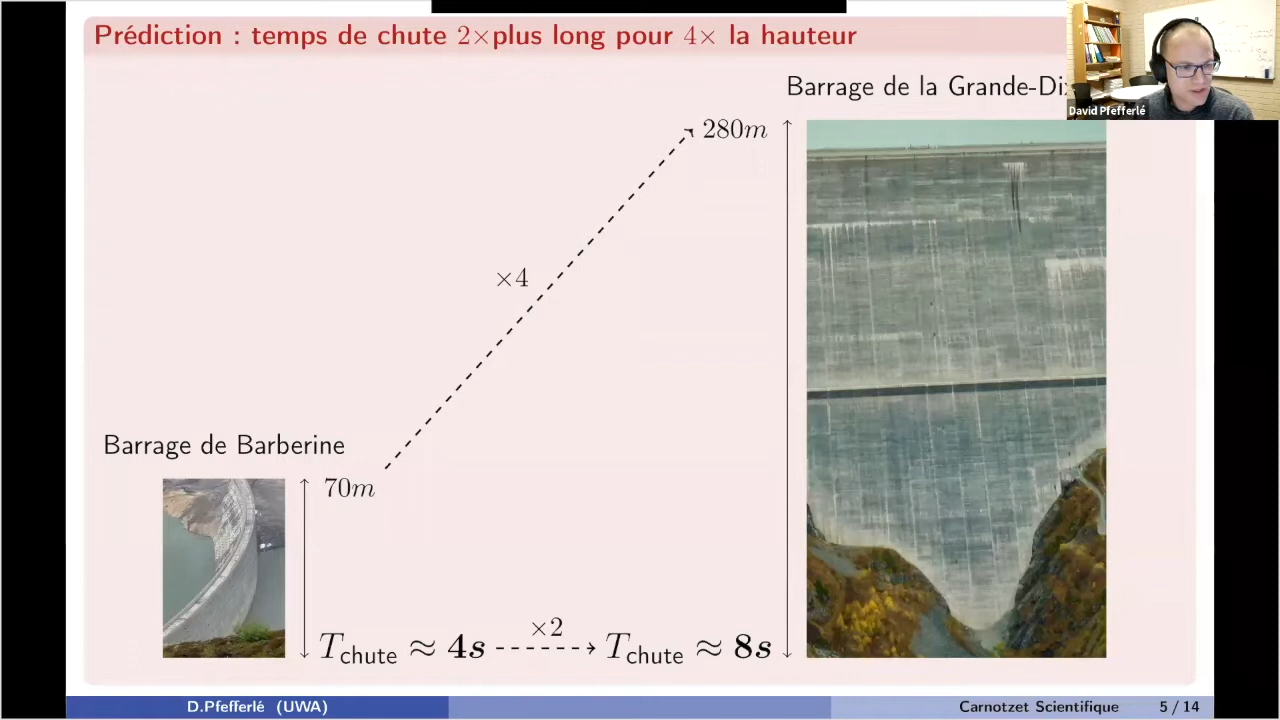 Prédiction : temps de chute 2×plus long pour 4× la hauteur
Barrage de la Grande-Di
David Pfefferlé
280m
×4
Barrage de Barberine
70m
×2
T_chute ≈ 4s T_chute ≈ 8s
D.Pfefferlé (UWA) Carnotzet Scientifique 5 / 14